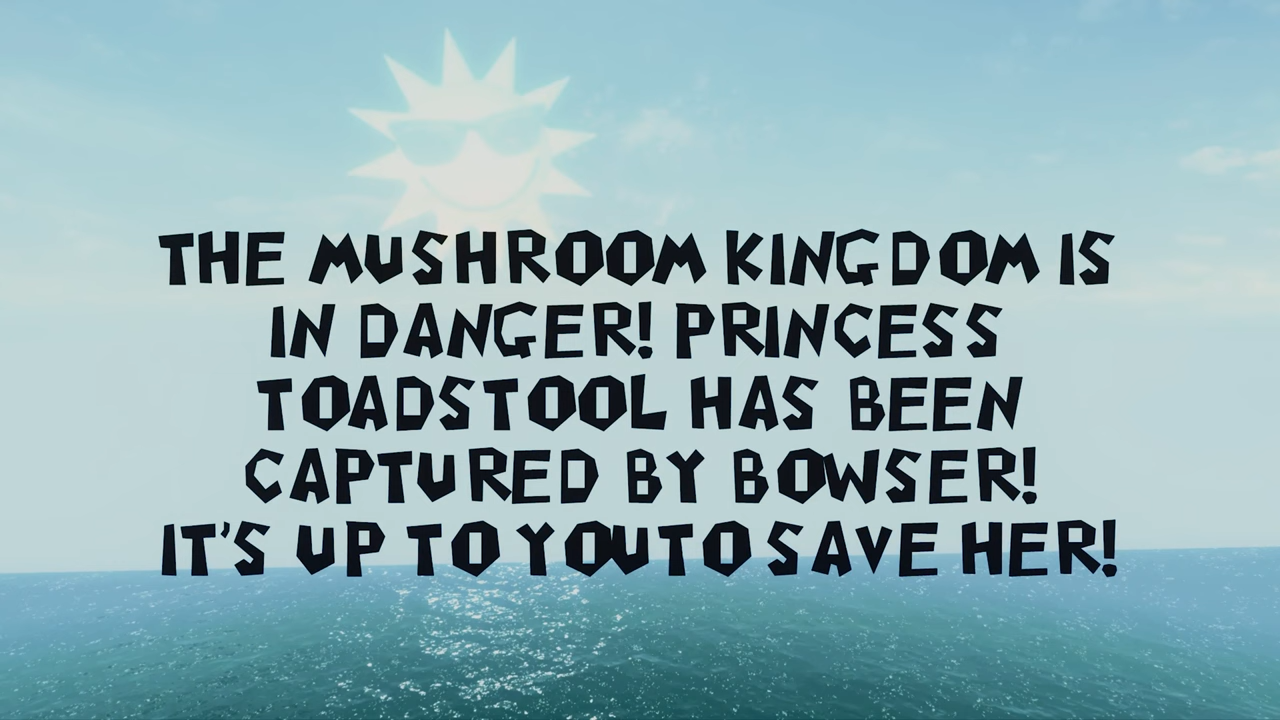 THE MUSHROOM KINGDOM IS
IN DANGER! PRINCESS
TOADSTOOL HAS BEEN
CAPTURED BY BOWSER!
IT'S UP TO YOU TO SAVE HER!